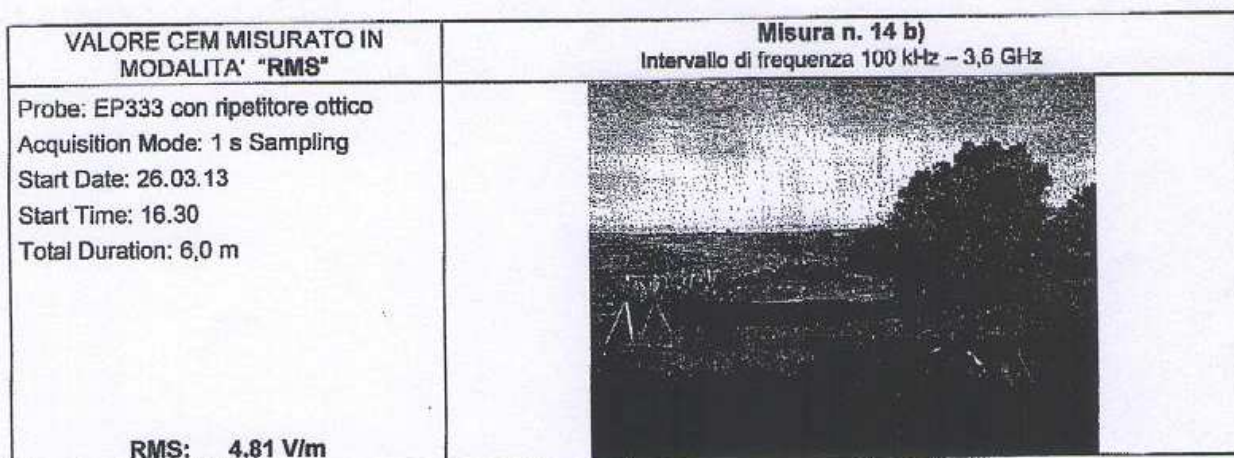 VALORE CEM MISURATO IN
MODALITA' "RMS"
Misura n. 14 b)
Intervallo di frequenza 100 kHz – 3,6 GHz
Probe: EP333 con ripetitore ottico
Acquisition Mode: 1 s Sampling
Start Date: 26.03.13
Start Time: 16.30
Total Duration: 6,0 m
RMS: 4.81 V/m